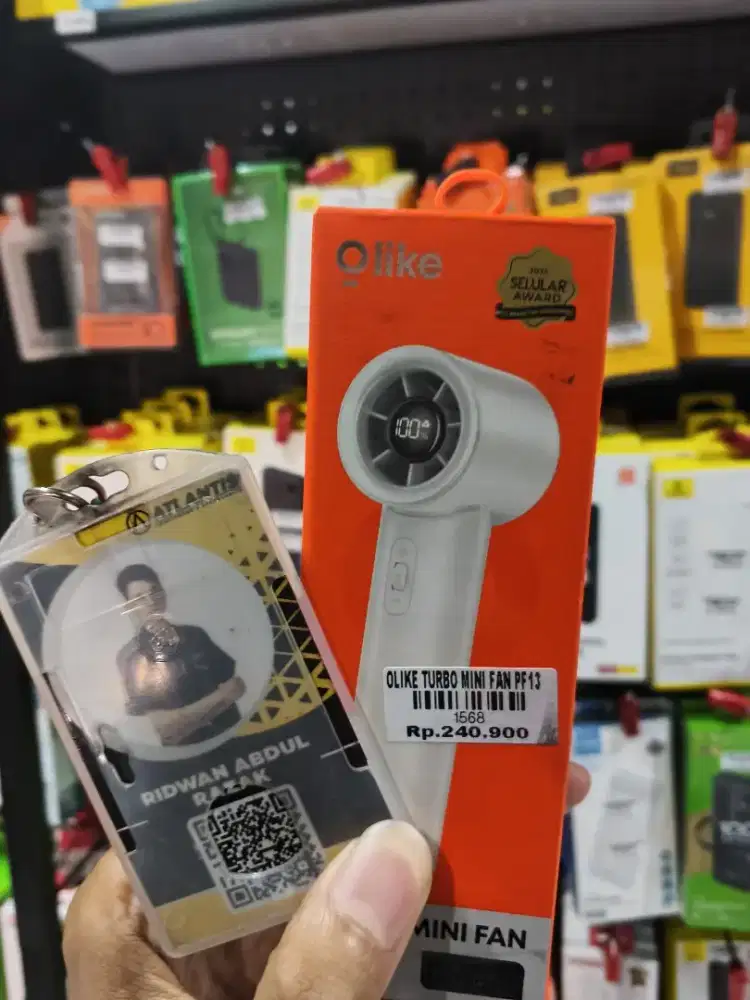 Olike
SELULAR
AWARD
100%
OLIKE TURBO MINI FAN PF13
1568
Rp.240.900
MINI FAN
ATLANTIS
RIDWAN ABDUL
RAZAK